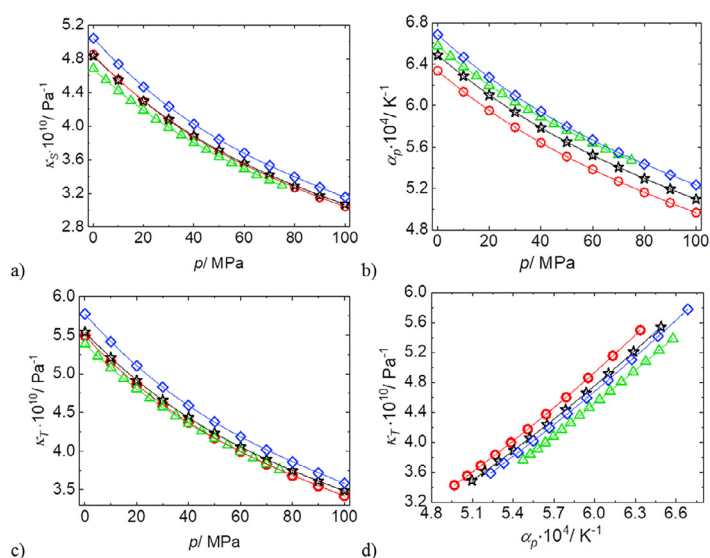 a)
κS·10¹⁰/ Pa⁻¹
5.2
4.8
4.4
4.0
3.6
3.2
2.8
0 20 40 60 80 100
p/ MPa
b)
αp·10⁴/ K⁻¹
6.8
6.4
6.0
5.6
5.2
4.8
0 20 40 60 80 100
p/ MPa
c)
κT·10¹⁰/ Pa⁻¹
6.0
5.5
5.0
4.5
4.0
3.5
0 20 40 60 80 100
p/ MPa
d)
κT·10¹⁰/ Pa⁻¹
6.0
5.6
5.2
4.8
4.4
4.0
3.6
3.2
4.8 5.1 5.4 5.7 6.0 6.3 6.6
αp·10⁴/ K⁻¹